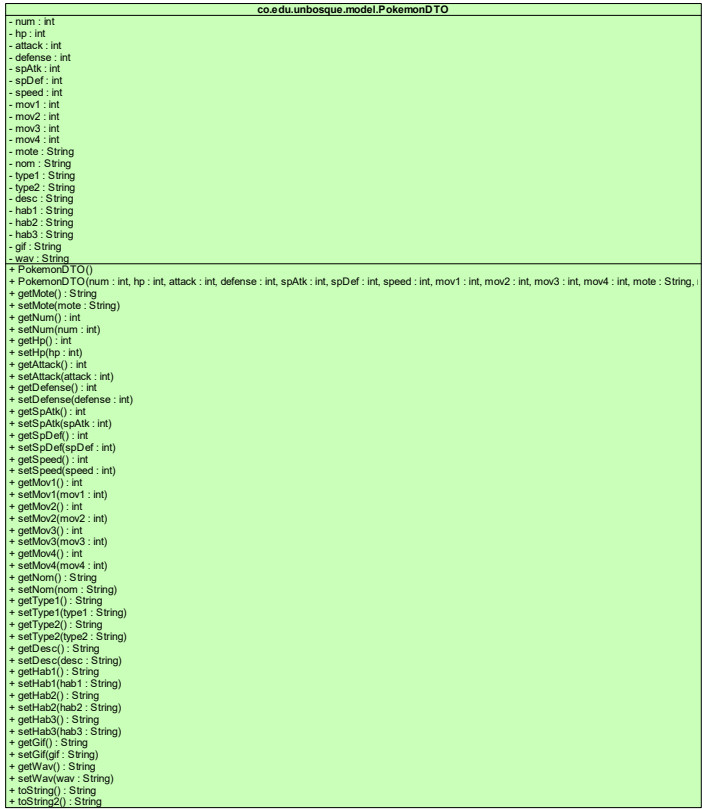 co.edu.unbosque.model.PokemonDTO
- num : int
- hp : int
- attack : int
- defense : int
- spAtk : int
- spDef : int
- speed : int
- mov1 : int
- mov2 : int
- mov3 : int
- mov4 : int
- mote : String
- nom : String
- type1 : String
- type2 : String
- desc : String
- hab1 : String
- hab2 : String
- hab3 : String
- gif : String
- wav : String
+ PokemonDTO()
+ PokemonDTO(num : int, hp : int, attack : int, defense : int, spAtk : int, spDef : int, speed : int, mov1 : int, mov2 : int, mov3 : int, mov4 : int, mote : String,
+ getMote() : String
+ setMote(mote : String)
+ getNum() : int
+ setNum(num : int)
+ getHp() : int
+ setHp(hp : int)
+ getAttack() : int
+ setAttack(attack : int)
+ getDefense() : int
+ setDefense(defense : int)
+ getSpAtk() : int
+ setSpAtk(spAtk : int)
+ getSpDef() : int
+ setSpDef(spDef : int)
+ getSpeed() : int
+ setSpeed(speed : int)
+ getMov1() : int
+ setMov1(mov1 : int)
+ getMov2() : int
+ setMov2(mov2 : int)
+ getMov3() : int
+ setMov3(mov3 : int)
+ getMov4() : int
+ setMov4(mov4 : int)
+ getNom() : String
+ setNom(nom : String)
+ getType1() : String
+ setType1(type1 : String)
+ getType2() : String
+ setType2(type2 : String)
+ getDesc() : String
+ setDesc(desc : String)
+ getHab1() : String
+ setHab1(hab1 : String)
+ getHab2() : String
+ setHab2(hab2 : String)
+ getHab3() : String
+ setHab3(hab3 : String)
+ getGif() : String
+ setGif(gif : String)
+ getWav() : String
+ setWav(wav : String)
+ toString() : String
+ toString2() : String